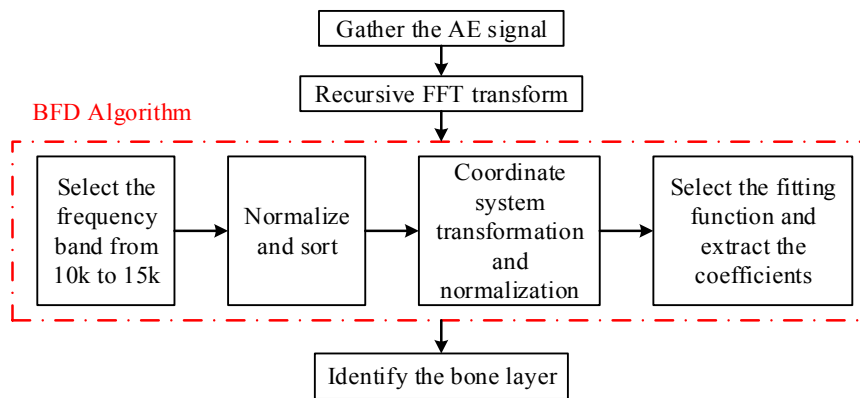 Gather the AE signal
Recursive FFT transform
BFD Algorithm
Select the
frequency
band from
10k to 15k
Normalize
and sort
Coordinate
system
transformation
and
normalization
Select the fitting
function and
extract the
coefficients
Identify the bone layer